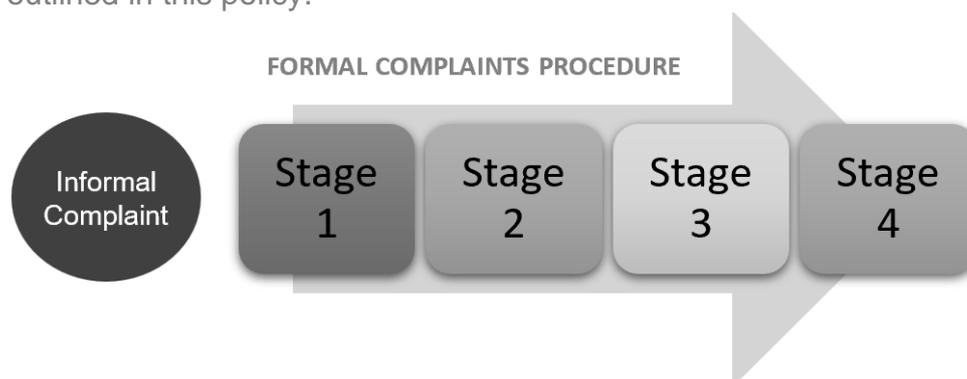 outlined in this policy.
FORMAL COMPLAINTS PROCEDURE
Informal
Complaint
Stage
1
Stage
2
Stage
3
Stage
4